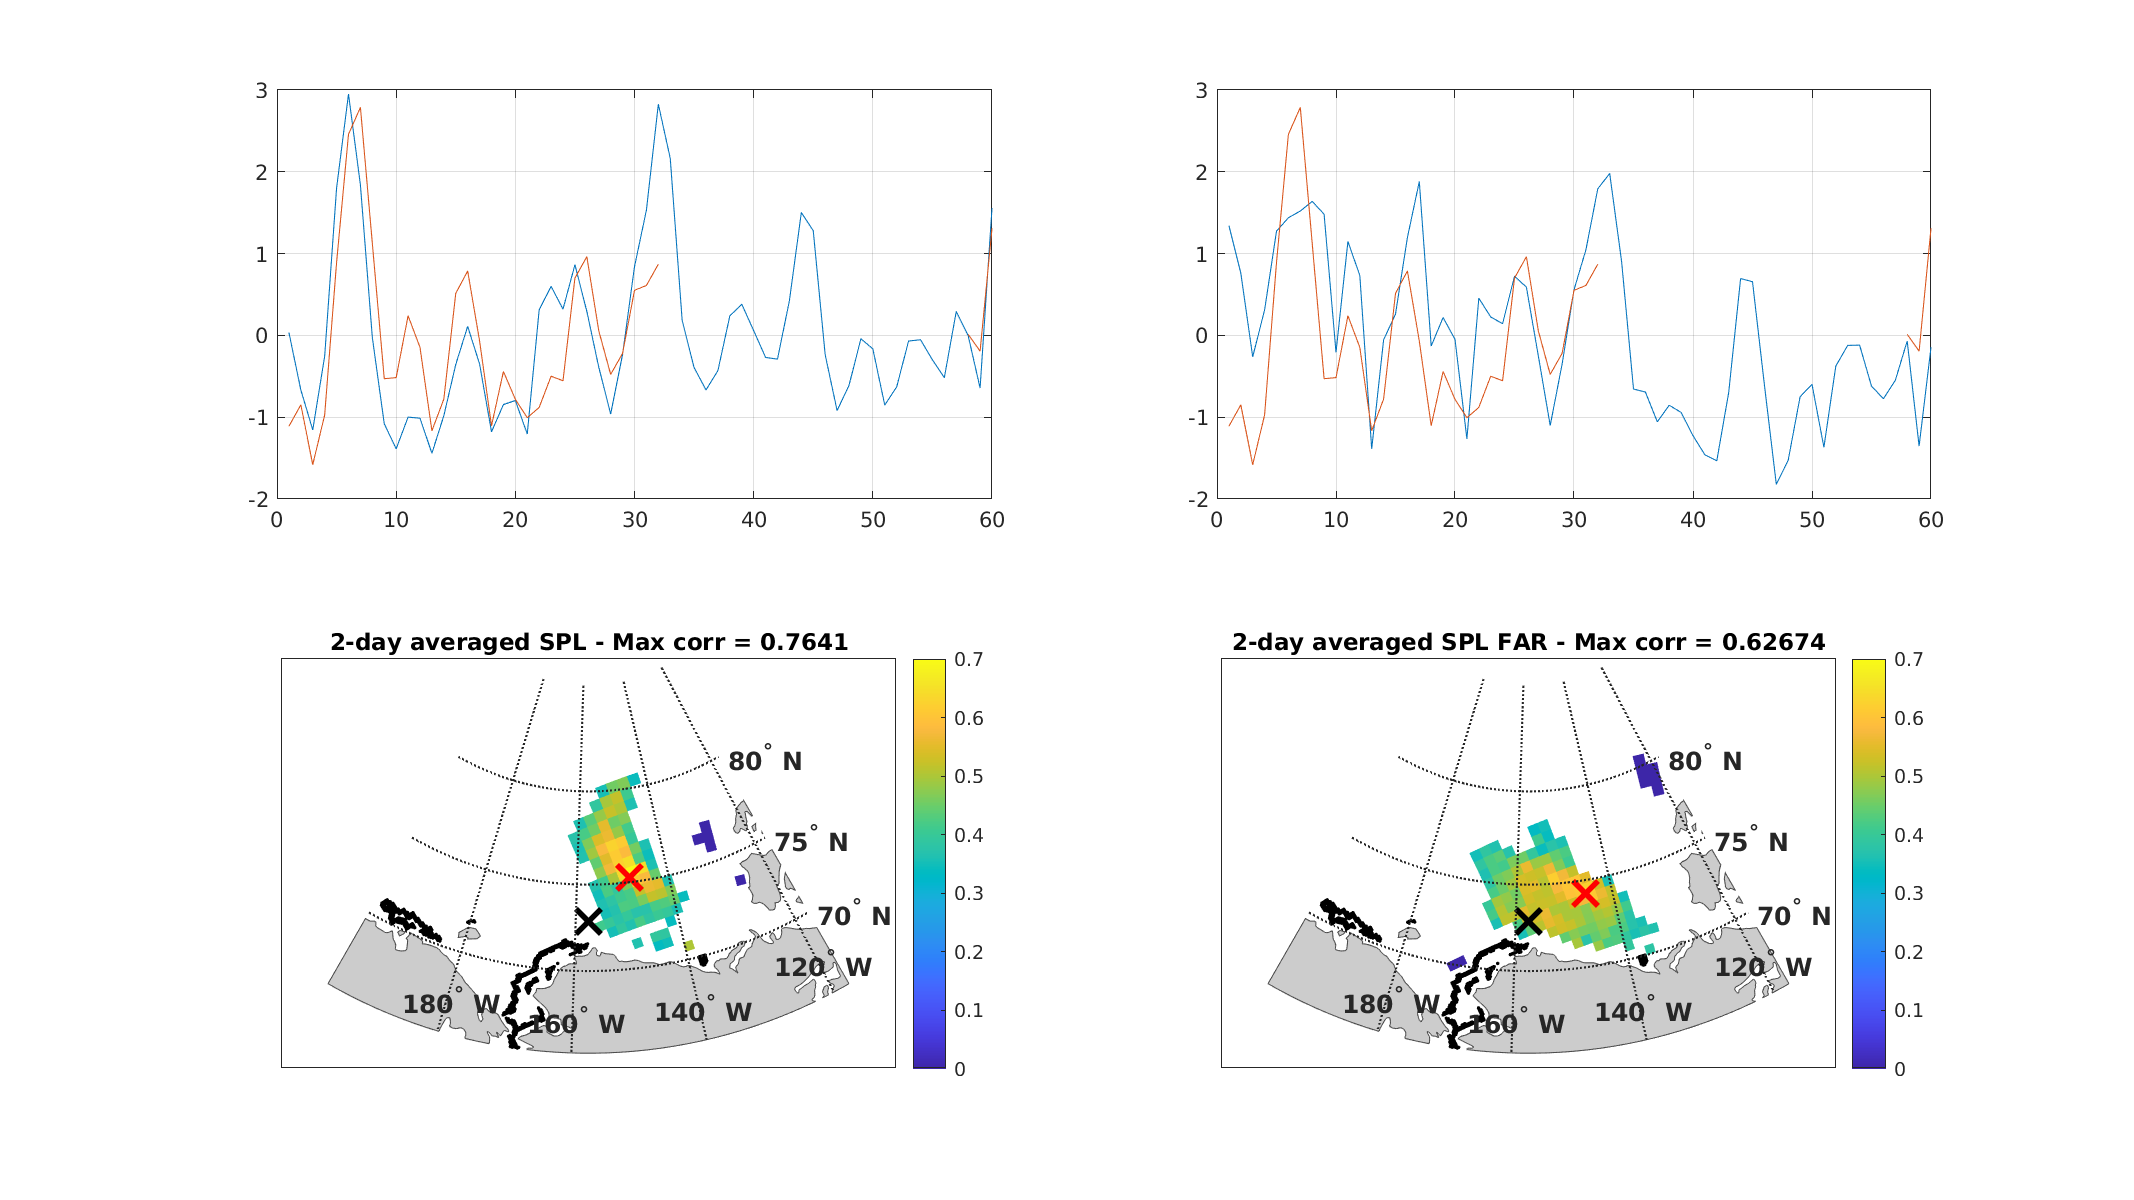 3
2
1
0
-1
-2
0 10 20 30 40 50 60
3
2
1
0
-1
-2
0 10 20 30 40 50 60
2-day averaged SPL - Max corr = 0.7641
80° N
75° N
70° N
120° W
140° W
160° W
180° W
0.7
0.6
0.5
0.4
0.3
0.2
0.1
0
2-day averaged SPL FAR - Max corr = 0.62674
80° N
75° N
70° N
120° W
140° W
160° W
180° W
0.7
0.6
0.5
0.4
0.3
0.2
0.1
0